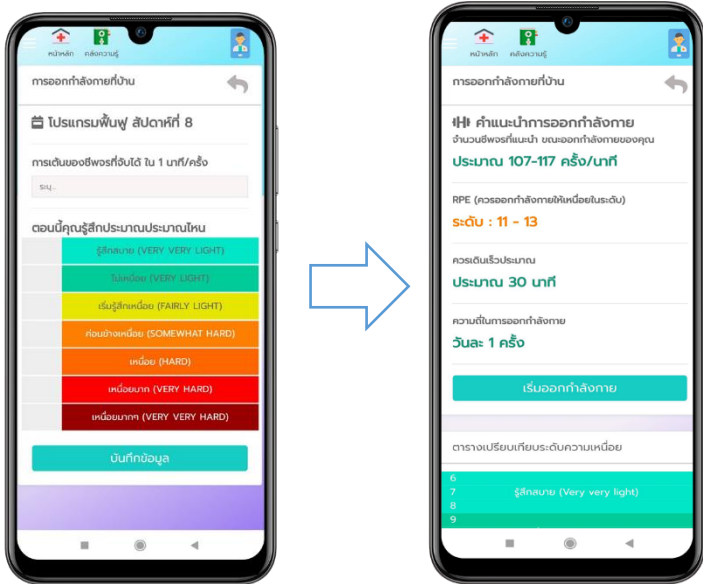 หน้าหลัก
คลังความรู้
การออกกำลังกายที่บ้าน
โปรแกรมฟื้นฟู สัปดาห์ที่ 8
การเต้นของชีพจรที่จับได้ ใน 1 นาที/ครั้ง
ระบุ..
ตอนนี้คุณรู้สึกประมาณประมาณไหน
รู้สึกสบาย (VERY VERY LIGHT)
ไม่เหนื่อย (VERY LIGHT)
เริ่มรู้สึกเหนื่อย (FAIRLY LIGHT)
ค่อนข้างเหนื่อย (SOMEWHAT HARD)
เหนื่อย (HARD)
เหนื่อยมาก (VERY HARD)
เหนื่อยมากๆ (VERY VERY HARD)
บันทึกข้อมูล
หน้าหลัก
คลังความรู้
การออกกำลังกายที่บ้าน
คำแนะนำการออกกำลังกาย
จำนวนชีพจรที่แนะนำ ขณะออกกำลังกายของคุณ
ประมาณ 107-117 ครั้ง/นาที
RPE (ควรออกกำลังกายให้เหนื่อยในระดับ)
ระดับ : 11 - 13
ควรเดินเร็วประมาณ
ประมาณ 30 นาที
ความถี่ในการออกกำลังกาย
วันละ 1 ครั้ง
เริ่มออกกำลังกาย
ตารางเปรียบเทียบระดับความเหนื่อย
6
7 รู้สึกสบาย (Very very light)
8
9